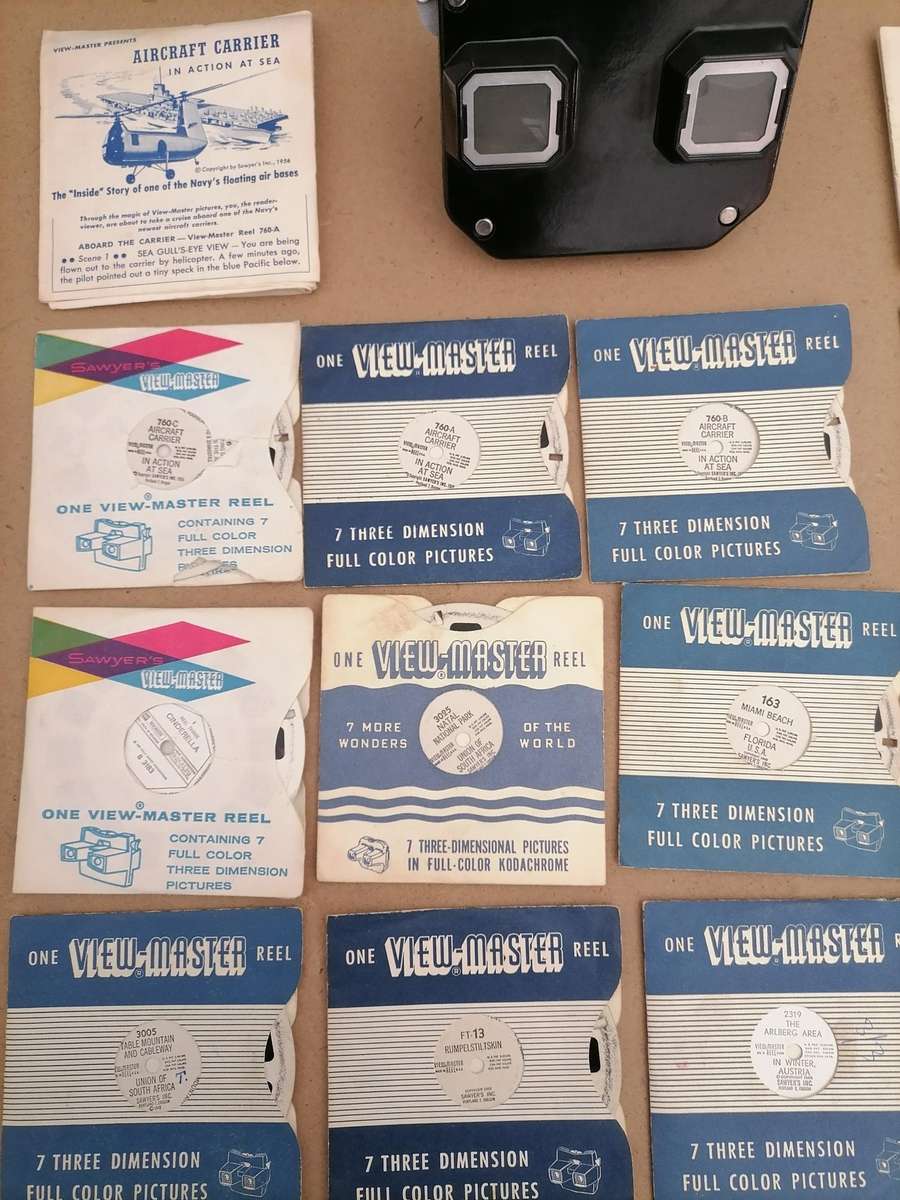 VIEW-MASTER PRESENTS
AIRCRAFT CARRIER
IN ACTION AT SEA
© Copyright by Sawyer's Inc., 1956
The "Inside" Story of one of the Navy's floating air bases
Through the magic of View-Master pictures, you, the reader-
viewer, are about to take a cruise aboard one of the Navy's
newest aircraft carriers.
ABOARD THE CARRIER — View-Master Reel 760-A
•• Scene 1 •• SEA GULL'S-EYE VIEW — You are being
flown out to the carrier by helicopter. A few minutes ago,
the pilot pointed out a tiny speck in the blue Pacific below.
SAWYER'S
VIEW-MASTER
760-C
AIRCRAFT
CARRIER
IN ACTION
AT SEA
ONE VIEW-MASTER REEL
CONTAINING 7
FULL COLOR
THREE DIMENSION
ONE VIEW-MASTER REEL
760-A
AIRCRAFT
CARRIER
VIEW-MASTER
IN ACTION
AT SEA
7 THREE DIMENSION
FULL COLOR PICTURES
ONE VIEW-MASTER REEL
760-B
AIRCRAFT
CARRIER
VIEW-MASTER
IN ACTION
AT SEA
7 THREE DIMENSION
FULL COLOR PICTURES
SAWYER'S
VIEW-MASTER
CINDERELLA
ONE VIEW-MASTER REEL
CONTAINING 7
FULL COLOR
THREE DIMENSION
PICTURES
ONE VIEW-MASTER REEL
7 MORE
WONDERS
3095
NATAL
NATIONAL PARK
UNION OF
SOUTH AFRICA
OF THE
WORLD
7 THREE-DIMENSIONAL PICTURES
IN FULL-COLOR KODACHROME
ONE VIEW-MASTER REEL
163
MIAMI BEACH
VIEW-MASTER
FLORIDA
U.S.A.
SAWYER'S INC.
7 THREE DIMENSION
FULL COLOR PICTURES
ONE VIEW-MASTER REEL
3005
TABLE MOUNTAIN
AND CABLEWAY
UNION OF
SOUTH AFRICA
SAWYER'S INC.
7 THREE DIMENSION
FULL COLOR PICTURES
ONE VIEW-MASTER REEL
FT-13
RUMPELSTILTSKIN
VIEW-MASTER
SAWYER'S INC.
7 THREE DIMENSION
FULL COLOR PICTURES
ONE VIEW-MASTER
2319
THE
ARLBERG AREA
VIEW-MASTER
IN WINTER,
AUSTRIA
SAWYER'S INC.
7 THREE DIMENSION
FULL COLOR PICTURES